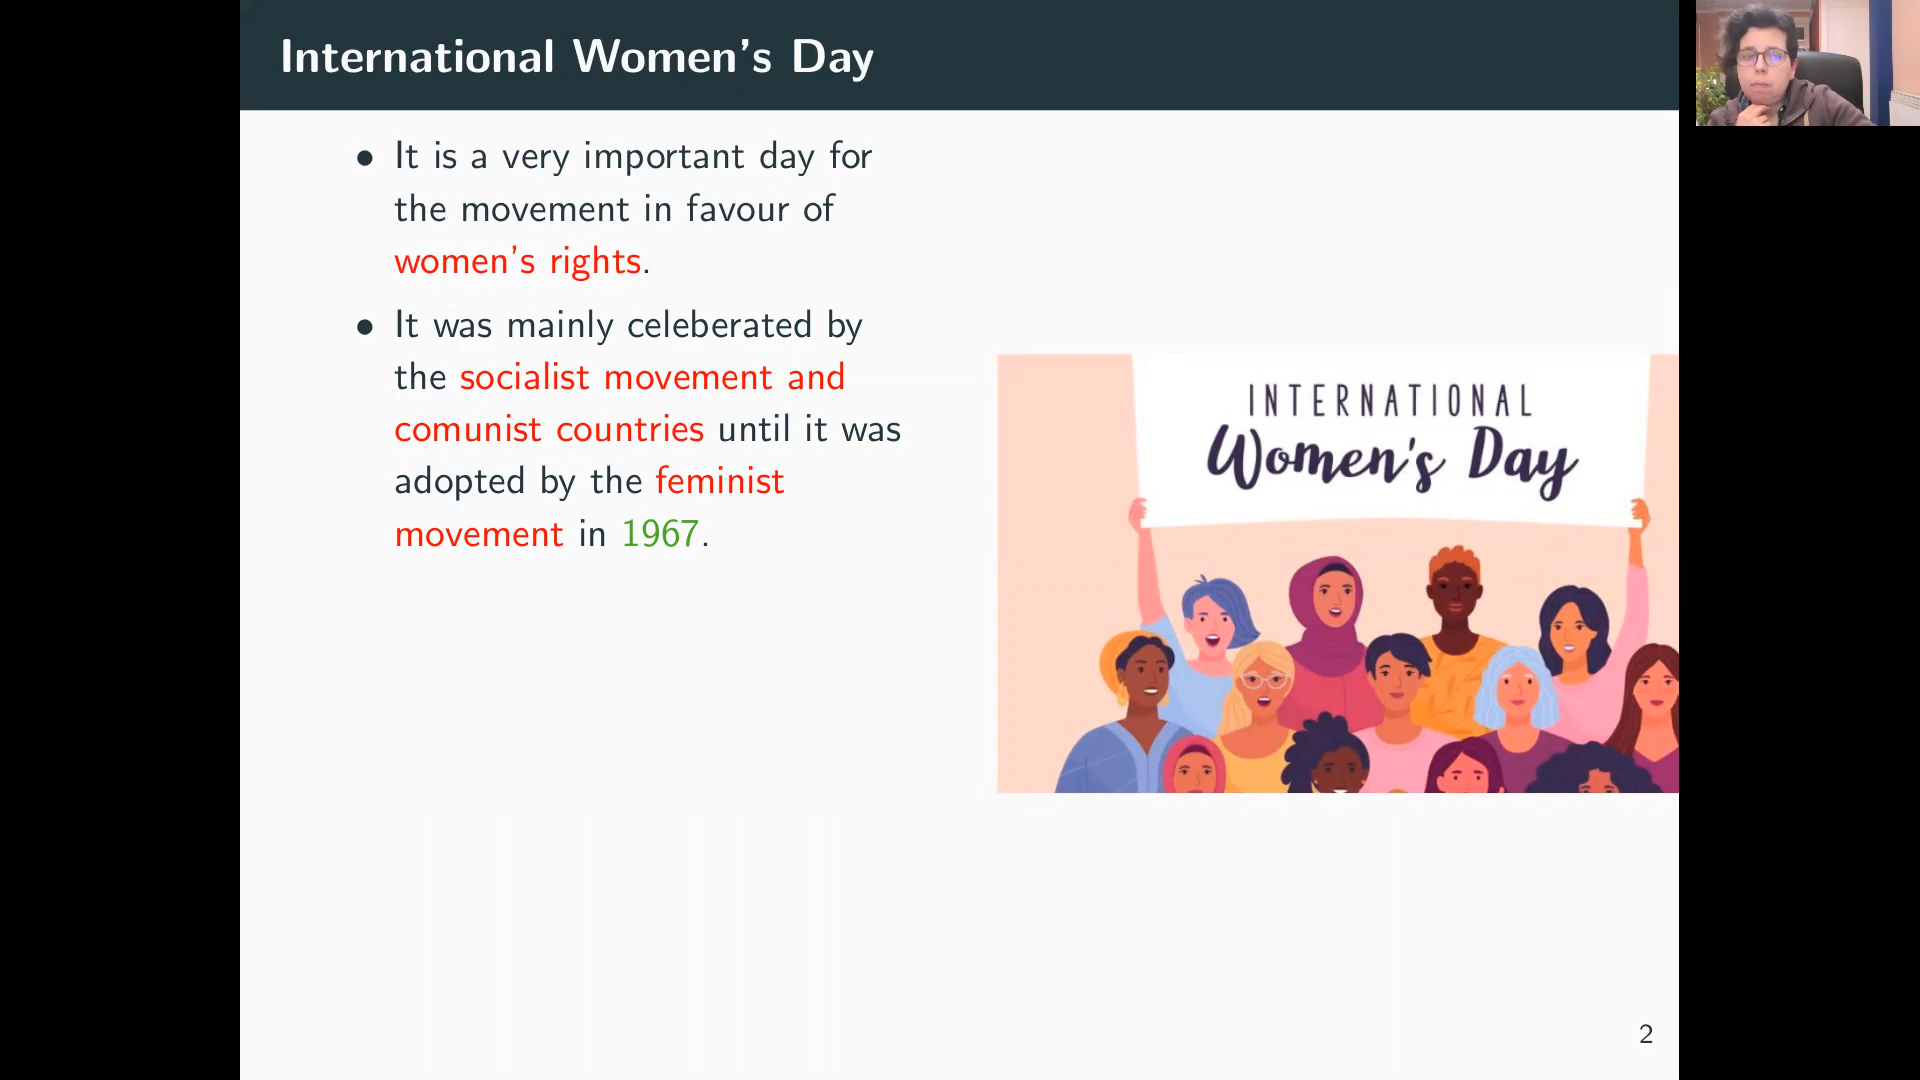 International Women's Day
• It is a very important day for
the movement in favour of
women's rights.
• It was mainly celeberated by
the socialist movement and
comunist countries until it was
adopted by the feminist
movement in 1967.
INTERNATIONAL
Women's Day
2